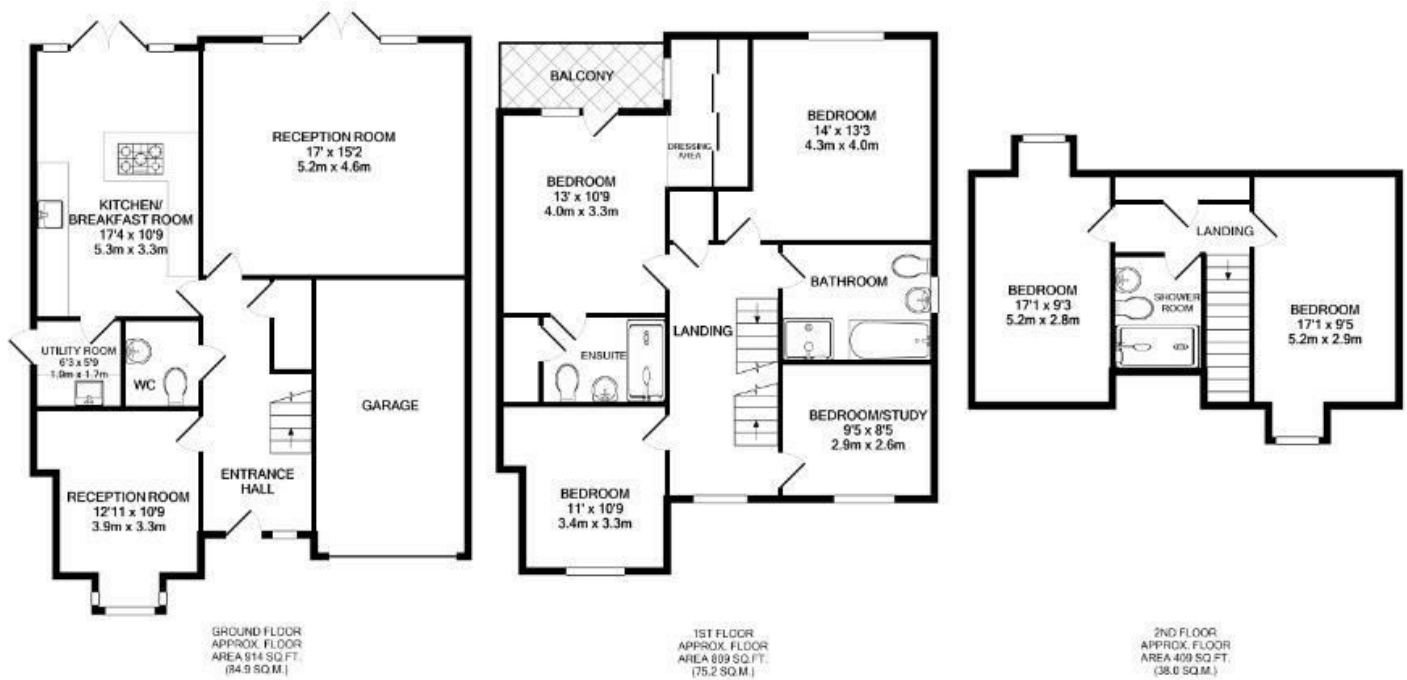 KITCHEN/
BREAKFAST ROOM
17'4 x 10'9
5.3m x 3.3m
RECEPTION ROOM
17' x 15'2
5.2m x 4.6m
UTILITY ROOM
6'3 x 5'9
1.9m x 1.7m
WC
GARAGE
ENTRANCE
HALL
RECEPTION ROOM
12'11 x 10'9
3.9m x 3.3m
GROUND FLOOR
APPROX. FLOOR
AREA 914 SQ.FT.
(84.9 SQ.M.)
BALCONY
DRESSING
AREA
BEDROOM
14' x 13'3
4.3m x 4.0m
BEDROOM
13' x 10'9
4.0m x 3.3m
BATHROOM
LANDING
ENSUITE
BEDROOM/STUDY
9'5 x 8'5
2.9m x 2.6m
BEDROOM
11' x 10'9
3.4m x 3.3m
1ST FLOOR
APPROX. FLOOR
AREA 809 SQ.FT.
(75.2 SQ.M.)
LANDING
BEDROOM
17'1 x 9'3
5.2m x 2.8m
SHOWER
ROOM
BEDROOM
17'1 x 9'5
5.2m x 2.9m
2ND FLOOR
APPROX. FLOOR
AREA 409 SQ.FT.
(38.0 SQ.M.)